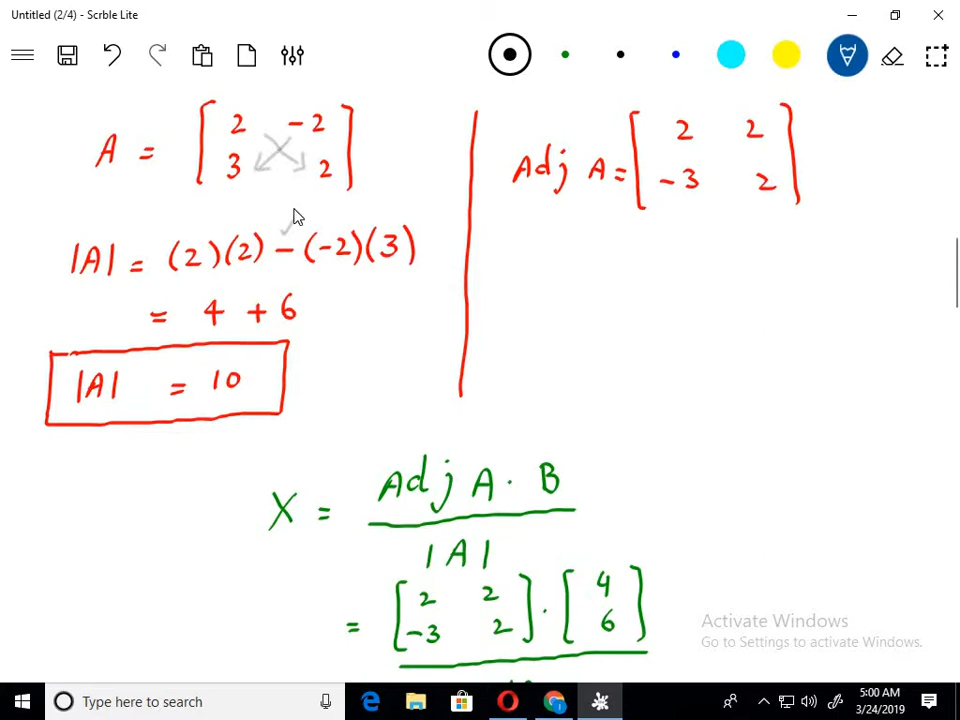 Untitled (2/4) - Scrble Lite
A = [ 2 -2
3 2 ]
|A| = (2)(2) - (-2)(3)
= 4 + 6
|A| = 10
Adj A = [ 2 2
-3 2 ]
X = Adj A . B
|A|
= [ 2 2
-3 2 ] . [ 4
6 ]
Activate Windows
Go to Settings to activate Windows.
Type here to search
5:00 AM
3/24/2019